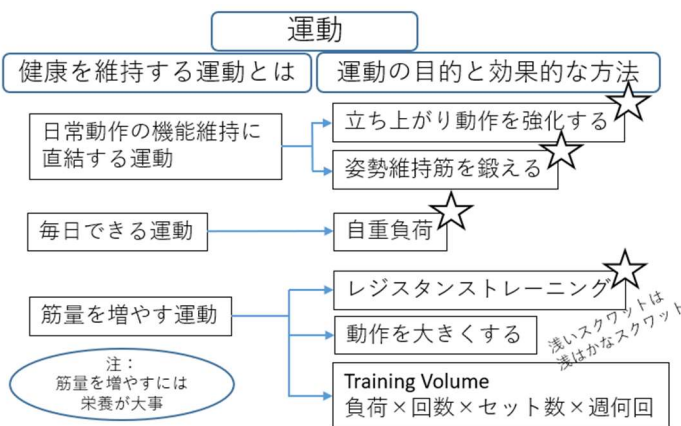 運動
健康を維持する運動とは
運動の目的と効果的な方法
日常動作の機能維持に
直結する運動
立ち上がり動作を強化する
姿勢維持筋を鍛える
毎日できる運動
自重負荷
筋量を増やす運動
レジスタンストレーニング
動作を大きくする
浅いスクワットは
浅はかなスクワット
Training Volume
負荷×回数×セット数×週何回
注：
筋量を増やすには
栄養が大事